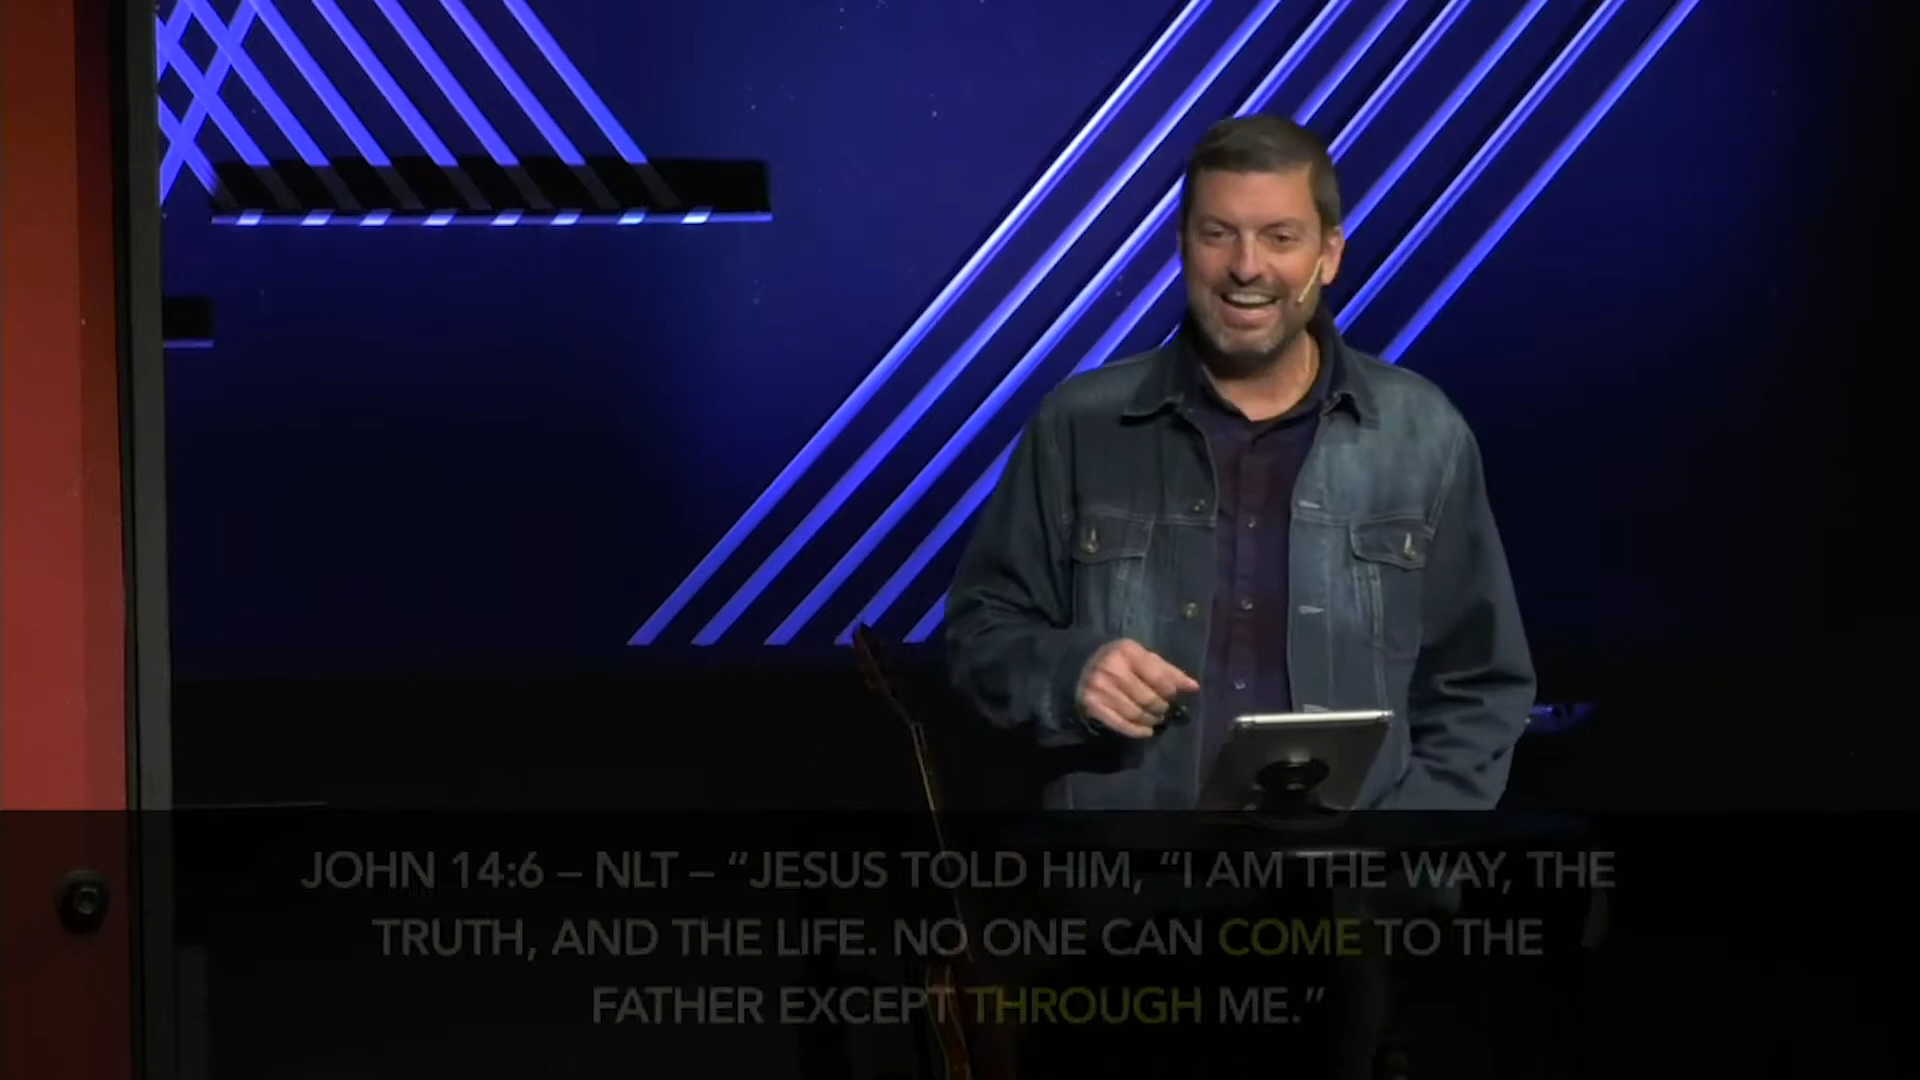 JOHN 14:6 – NLT – “JESUS TOLD HIM, “I AM THE WAY, THE
TRUTH, AND THE LIFE. NO ONE CAN COME TO THE
FATHER EXCEPT THROUGH ME.”